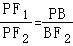 PF₁/PF₂ = PB/BF₂